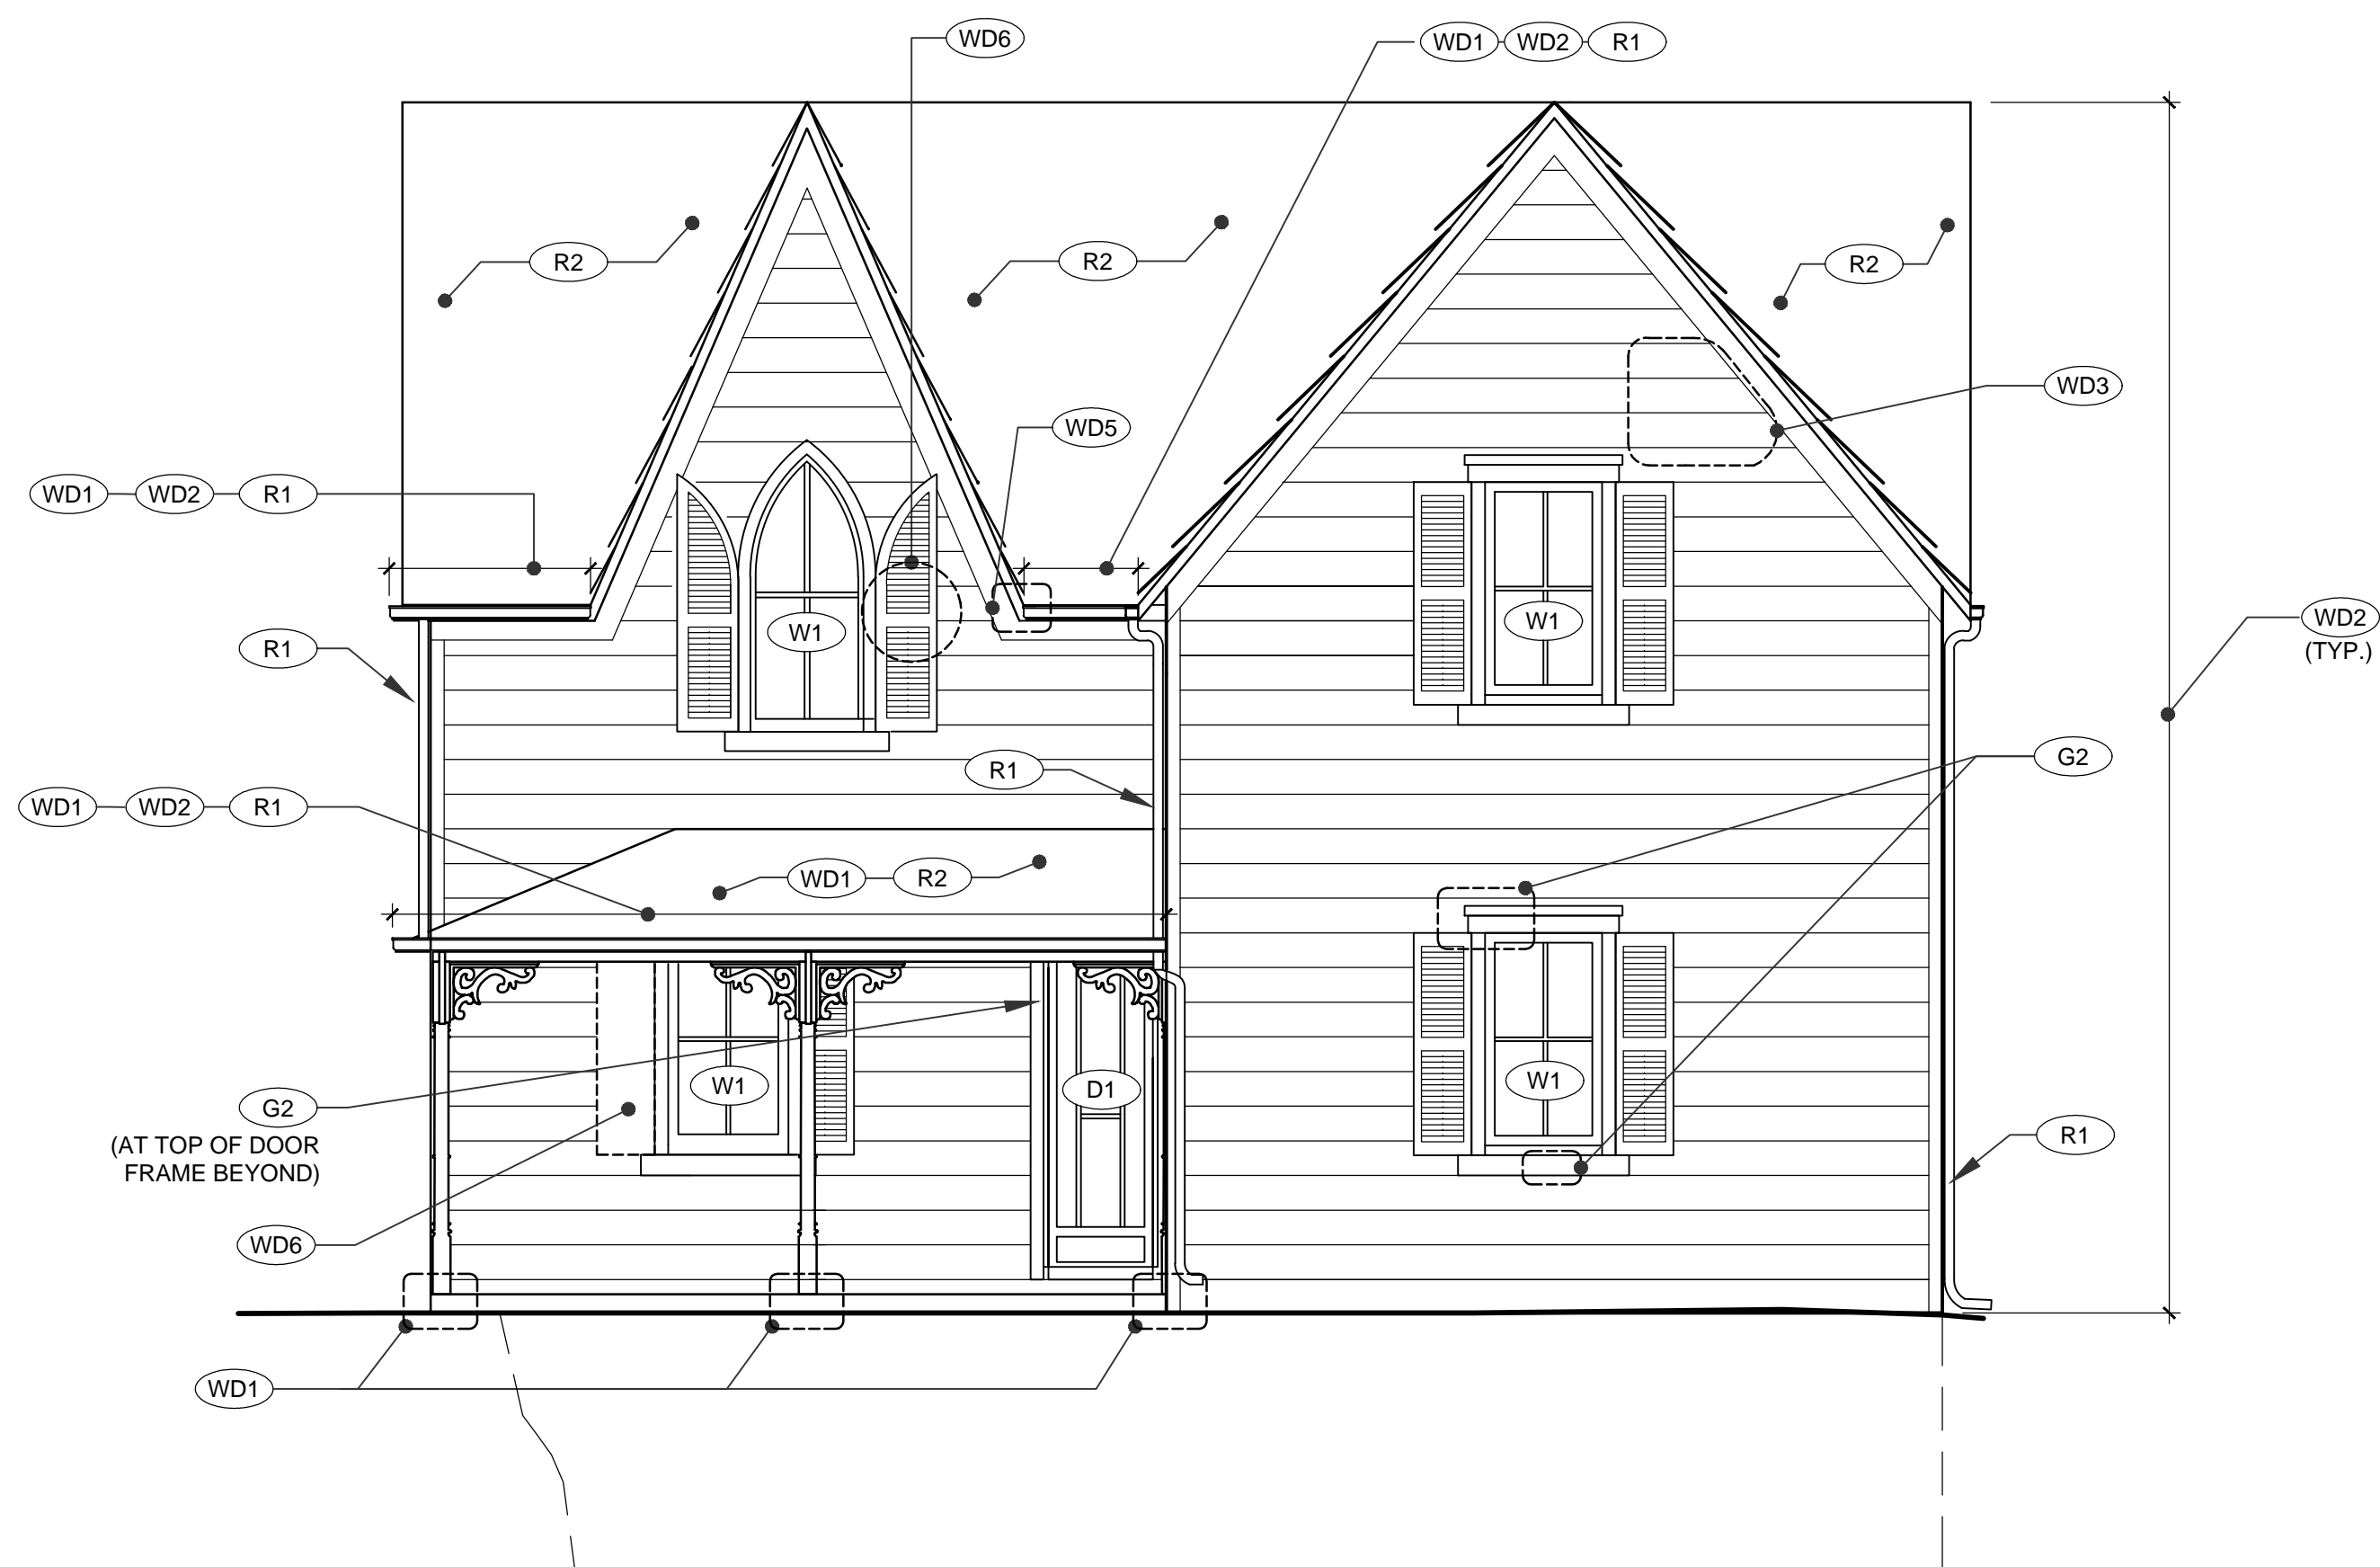 WD6
WD1 WD2 R1
R2
R2
R2
WD3
WD5
WD1 WD2 R1
W1
W1
WD2
(TYP.)
R1
G2
R1
WD1 WD2 R1
WD1 R2
W1
W1
D1
G2
(AT TOP OF DOOR
FRAME BEYOND)
R1
WD6
WD1